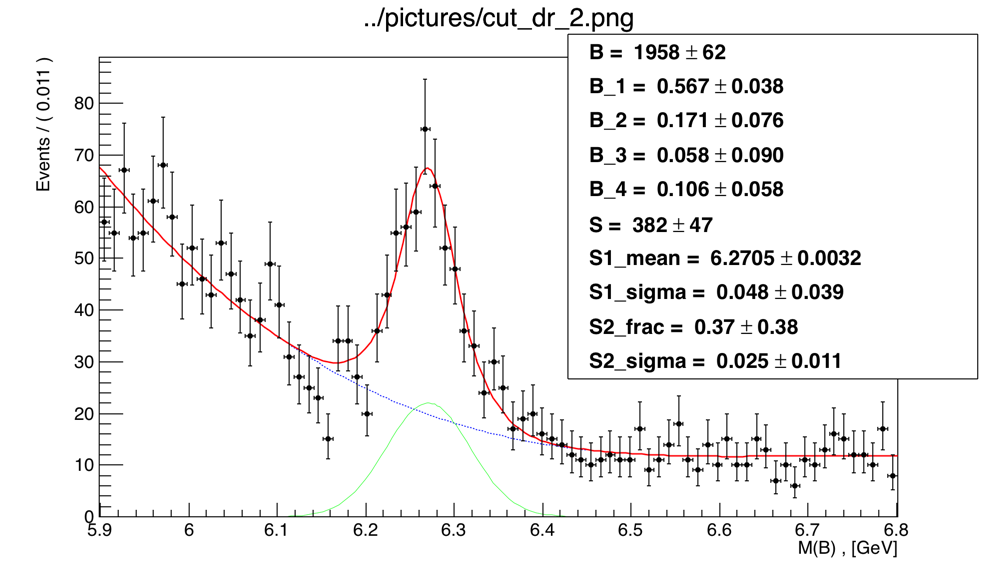 ../pictures/cut_dr_2.png
B = 1958 ± 62
B_1 = 0.567 ± 0.038
B_2 = 0.171 ± 0.076
B_3 = 0.058 ± 0.090
B_4 = 0.106 ± 0.058
S = 382 ± 47
S1_mean = 6.2705 ± 0.0032
S1_sigma = 0.048 ± 0.039
S2_frac = 0.37 ± 0.38
S2_sigma = 0.025 ± 0.011
Events / ( 0.011 )
80
70
60
50
40
30
20
10
0
5.9 6 6.1 6.2 6.3 6.4 6.5 6.6 6.7 6.8
M(B) , [GeV]